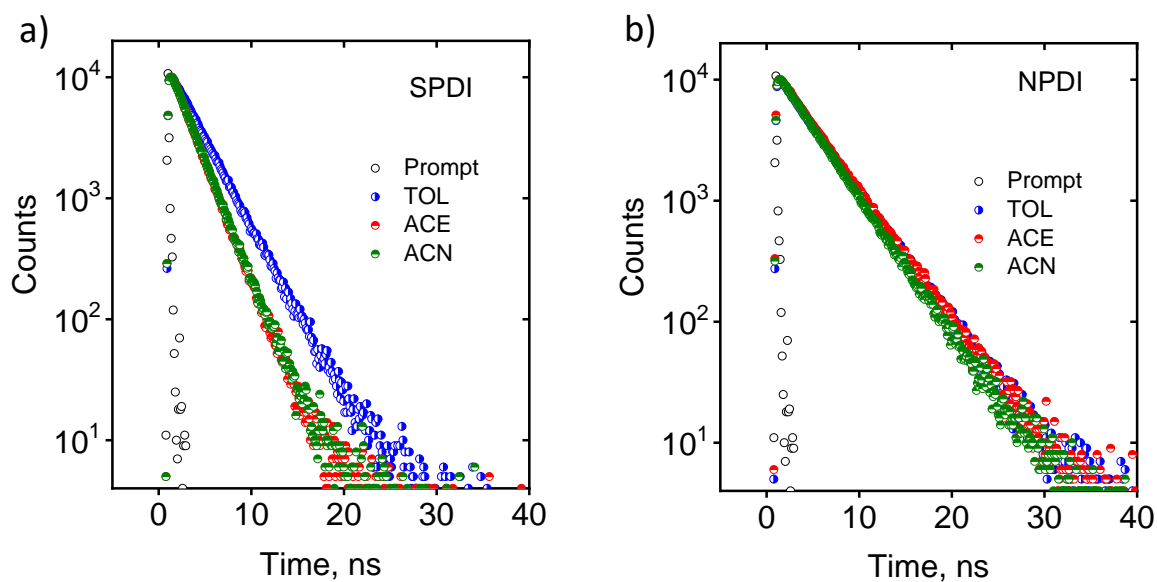 a)
SPDI
Prompt
TOL
ACE
ACN
Counts
10⁴
10³
10²
10¹
0 10 20 30 40
Time, ns
b)
NPDI
Prompt
TOL
ACE
ACN
Counts
10⁴
10³
10²
10¹
0 10 20 30 40
Time, ns